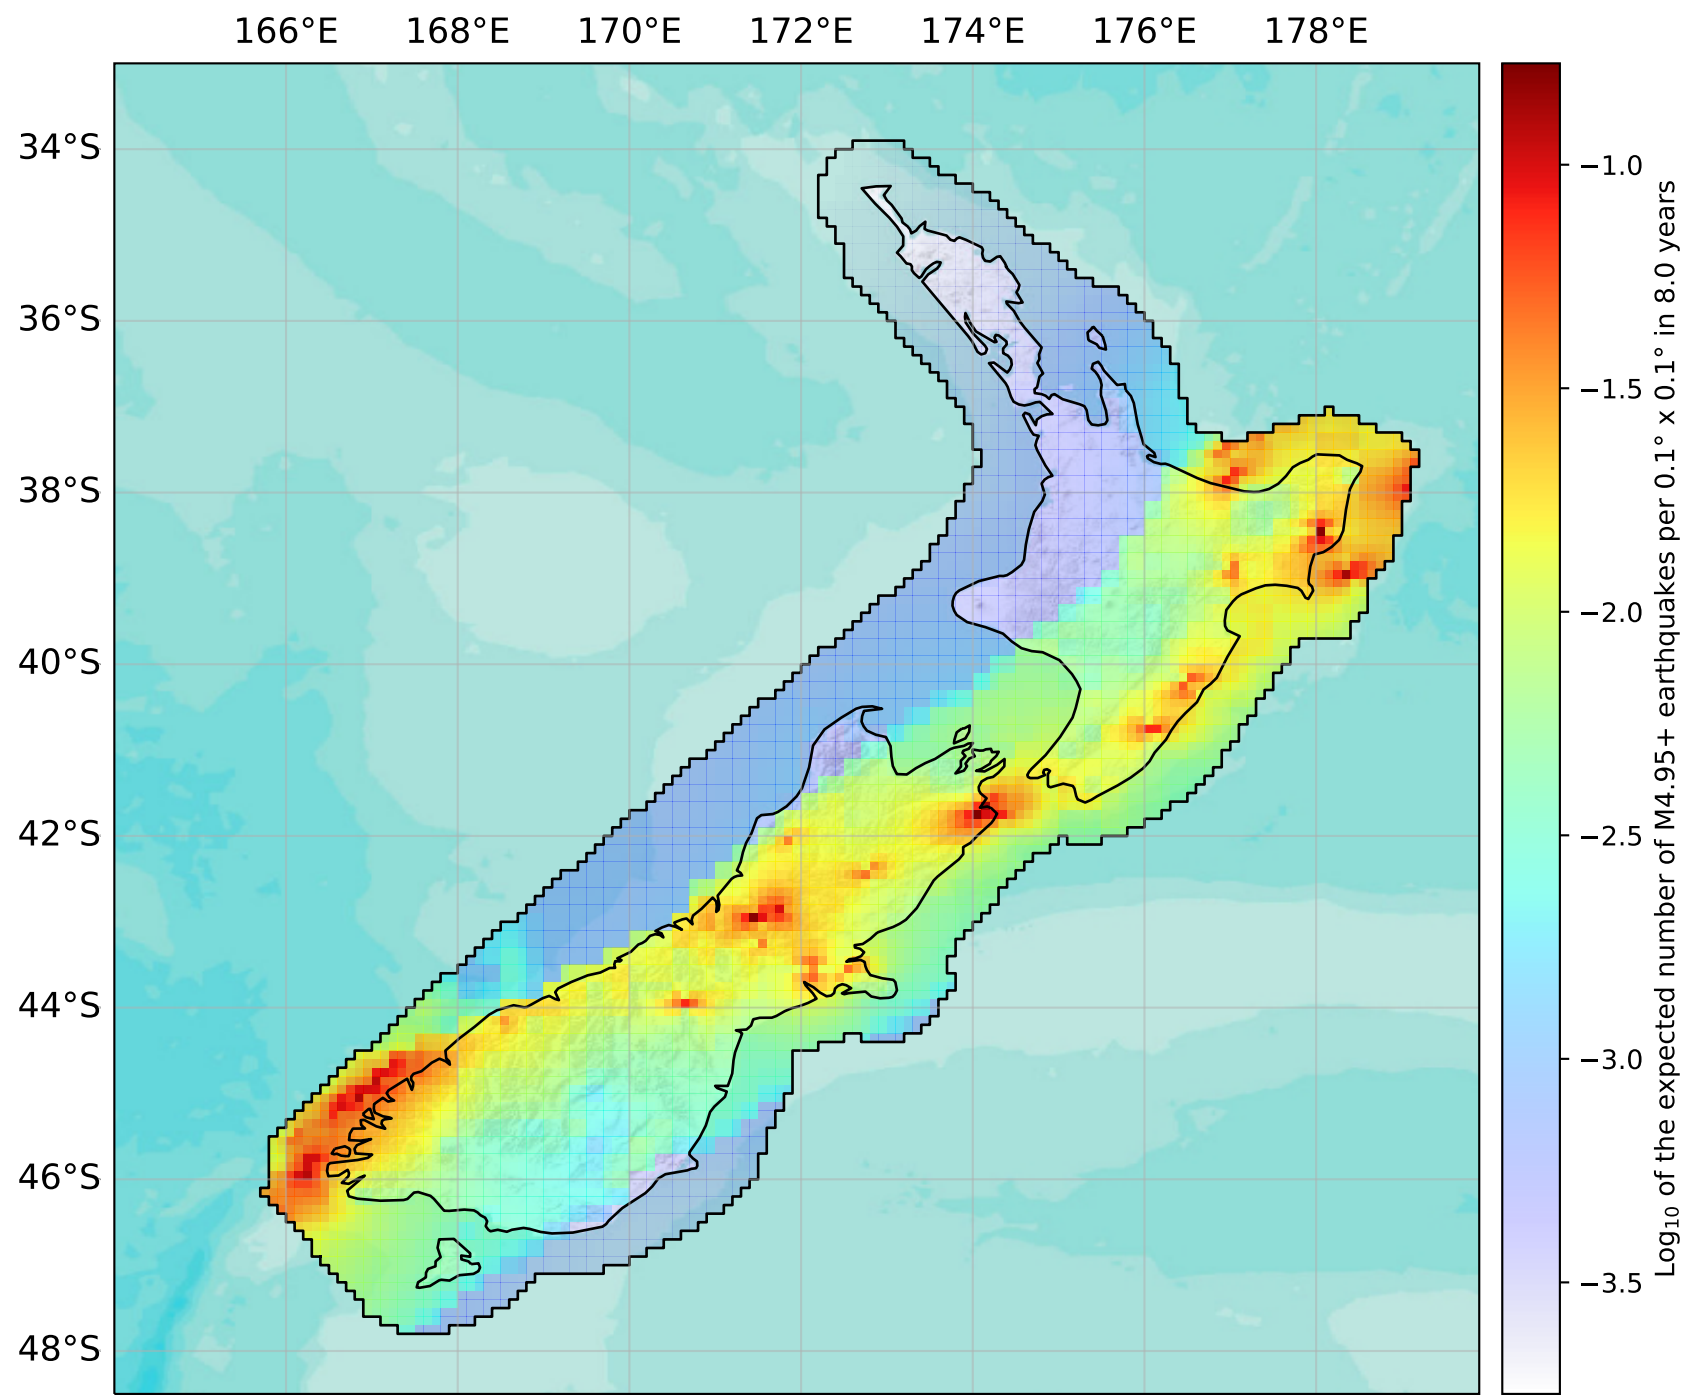 166°E 168°E 170°E 172°E 174°E 176°E 178°E
34°S
36°S
38°S
40°S
42°S
44°S
46°S
48°S
−1.0
−1.5
−2.0
−2.5
−3.0
−3.5
Log₁₀ of the expected number of M4.95+ earthquakes per 0.1° x 0.1° in 8.0 years